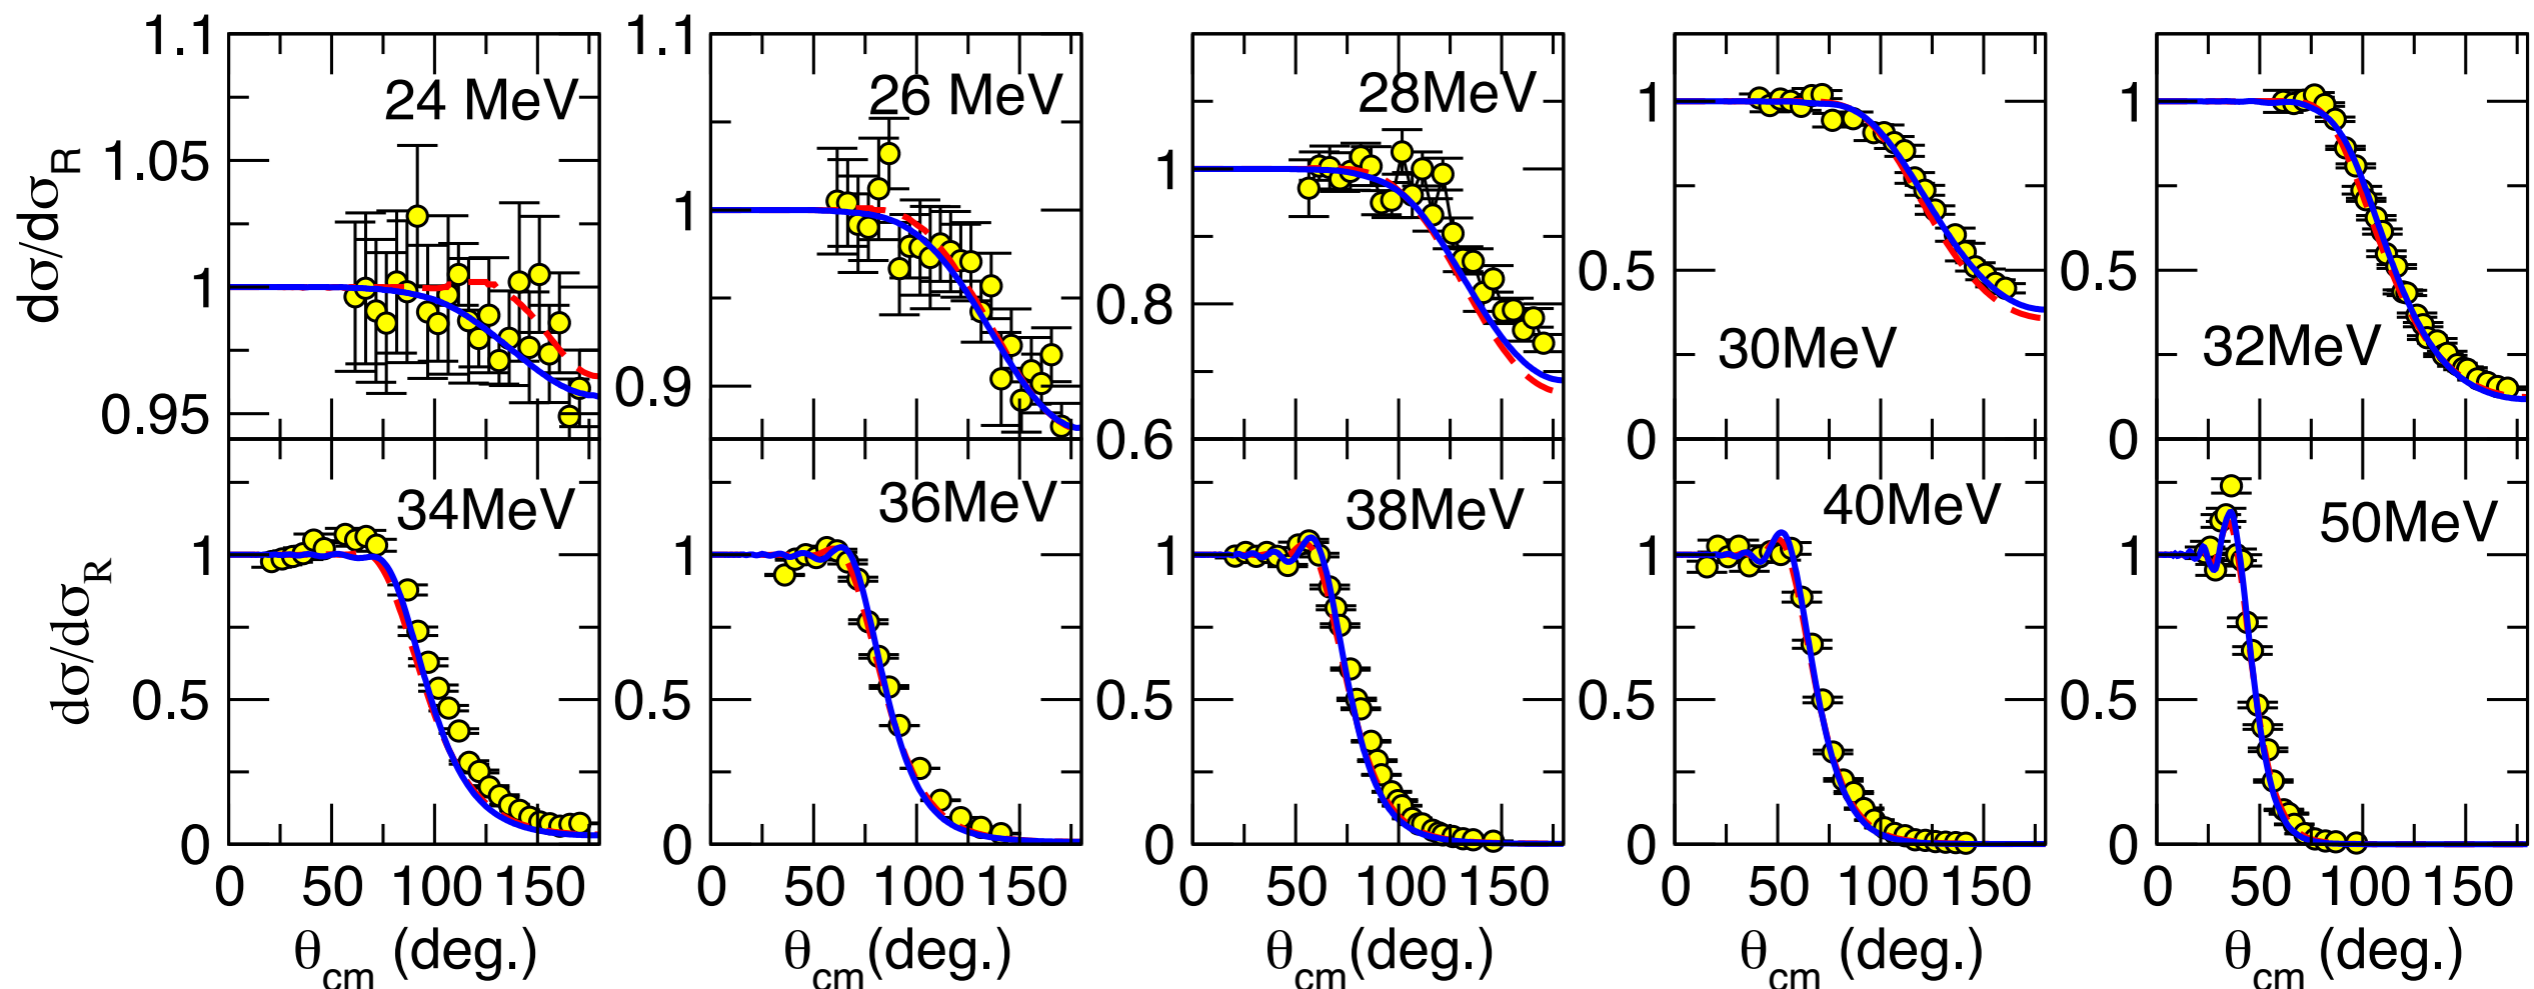 1.1 1.1
24 MeV 26 MeV 28MeV 1 1
1.05 1 1
dσ/dσR
1 0.5 0.5
0.8
30MeV 32MeV
0.95 0.9 0.6 0 0
34MeV 36MeV 38MeV 40MeV 50MeV
1 1 1 1 1
dσ/dσR
0.5 0.5 0.5 0.5 0.5
0 0 0 0 0
0 50 100 150 0 50 100 150 0 50 100 150 0 50 100 150 0 50 100 150
θcm (deg.) θcm(deg.) θcm(deg.) θcm (deg.) θcm (deg.)